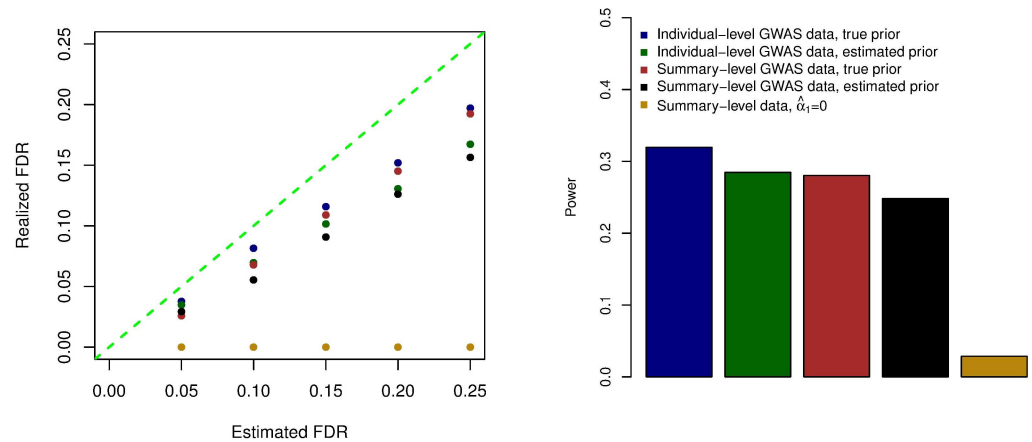 0.25
0.20
0.15
0.10
0.05
0.00
Realized FDR
0.00 0.05 0.10 0.15 0.20 0.25
Estimated FDR
0.5
0.4
0.3
0.2
0.1
0.0
Power
Individual−level GWAS data, true prior
Individual−level GWAS data, estimated prior
Summary−level GWAS data, true prior
Summary−level GWAS data, estimated prior
Summary−level data, α̂₁=0